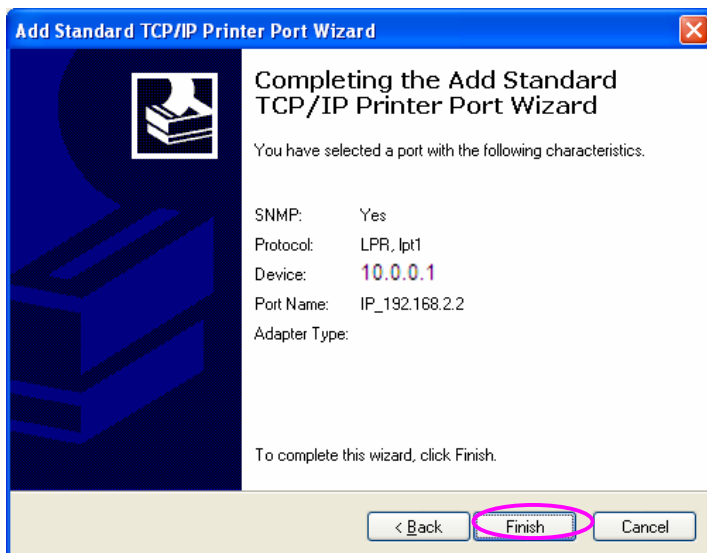 Add Standard TCP/IP Printer Port Wizard
Completing the Add Standard
TCP/IP Printer Port Wizard
You have selected a port with the following characteristics.
SNMP: Yes
Protocol: LPR, lpt1
Device: 10.0.0.1
Port Name: IP_192.168.2.2
Adapter Type:
To complete this wizard, click Finish.
< Back Finish Cancel